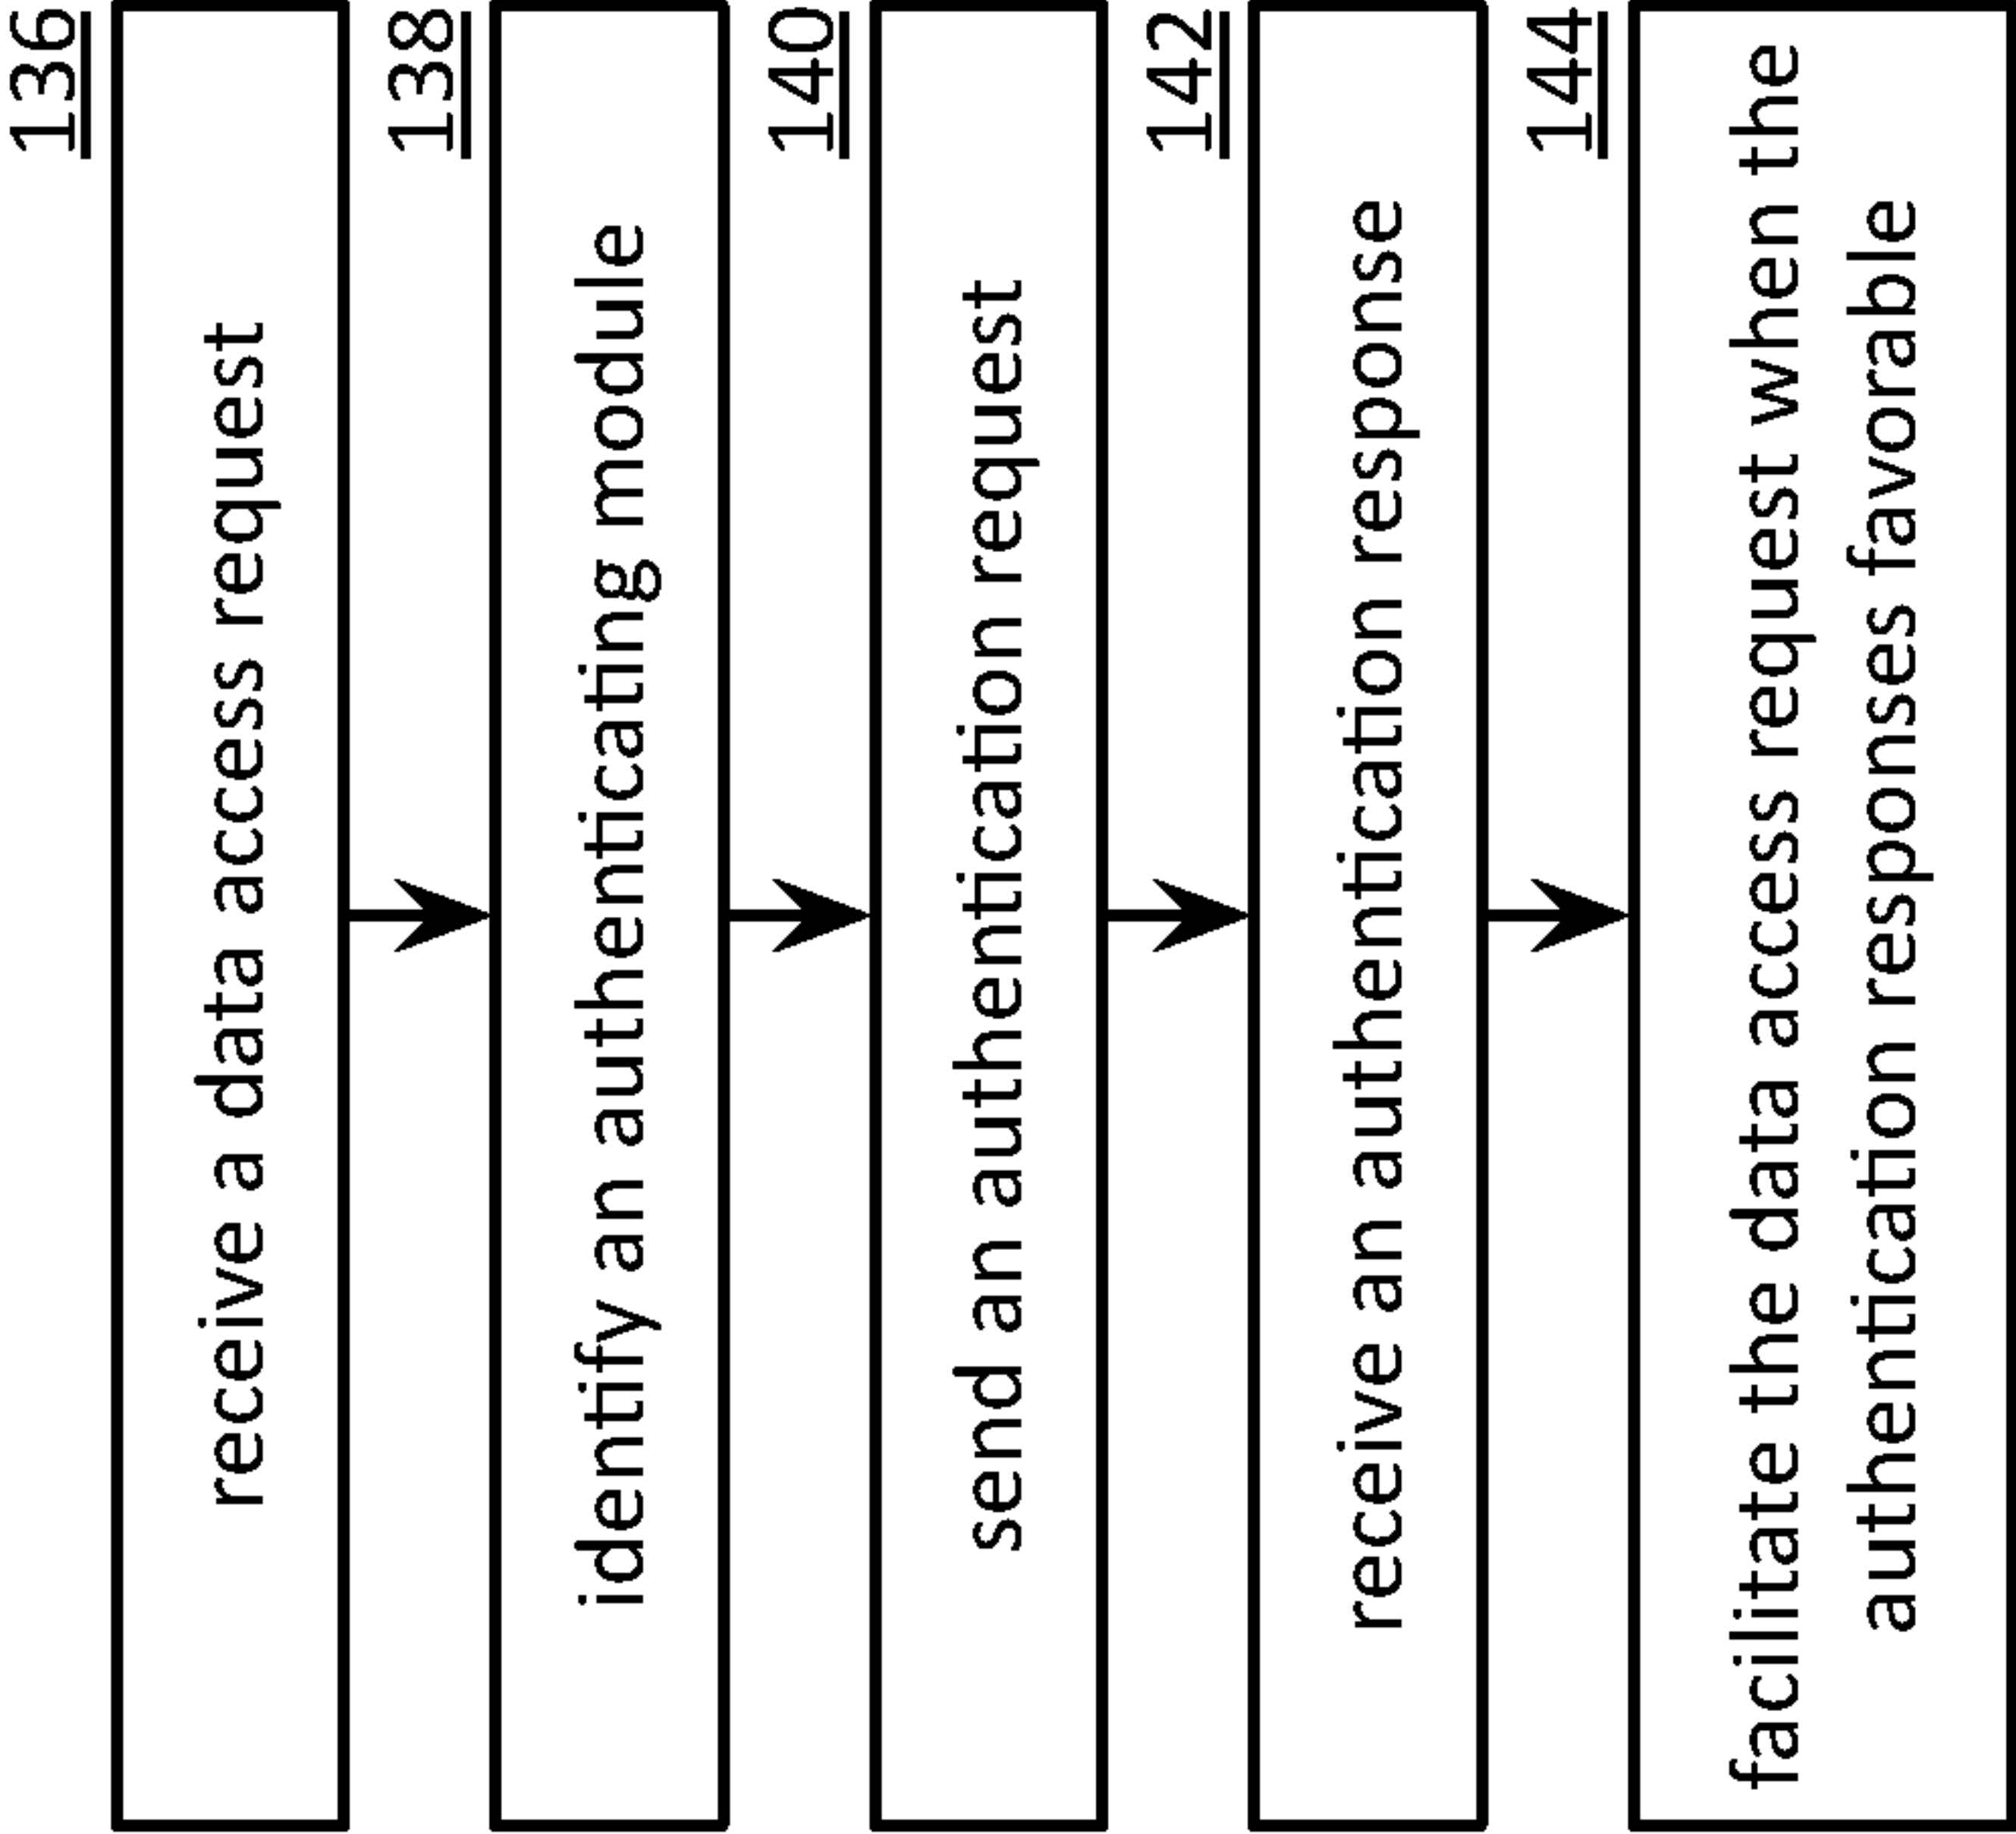 136
receive a data access request
138
identify an authenticating module
140
send an authentication request
142
receive an authentication response
144
facilitate the data access request when the
authentication responses favorable